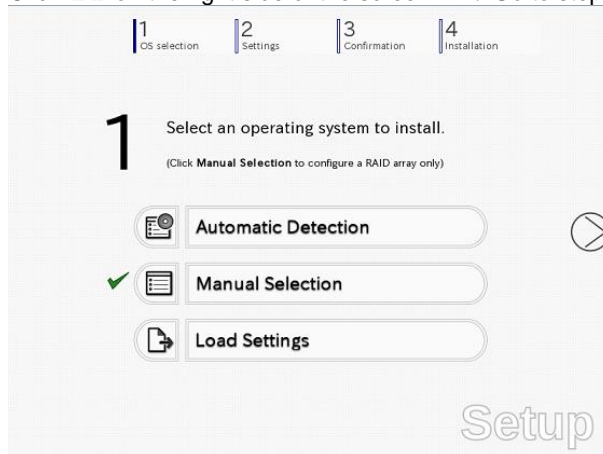 1 2 3 4
OS selection Settings Confirmation Installation
1 Select an operating system to install.
(Click Manual Selection to configure a RAID array only)
Automatic Detection
Manual Selection
Load Settings
Setup